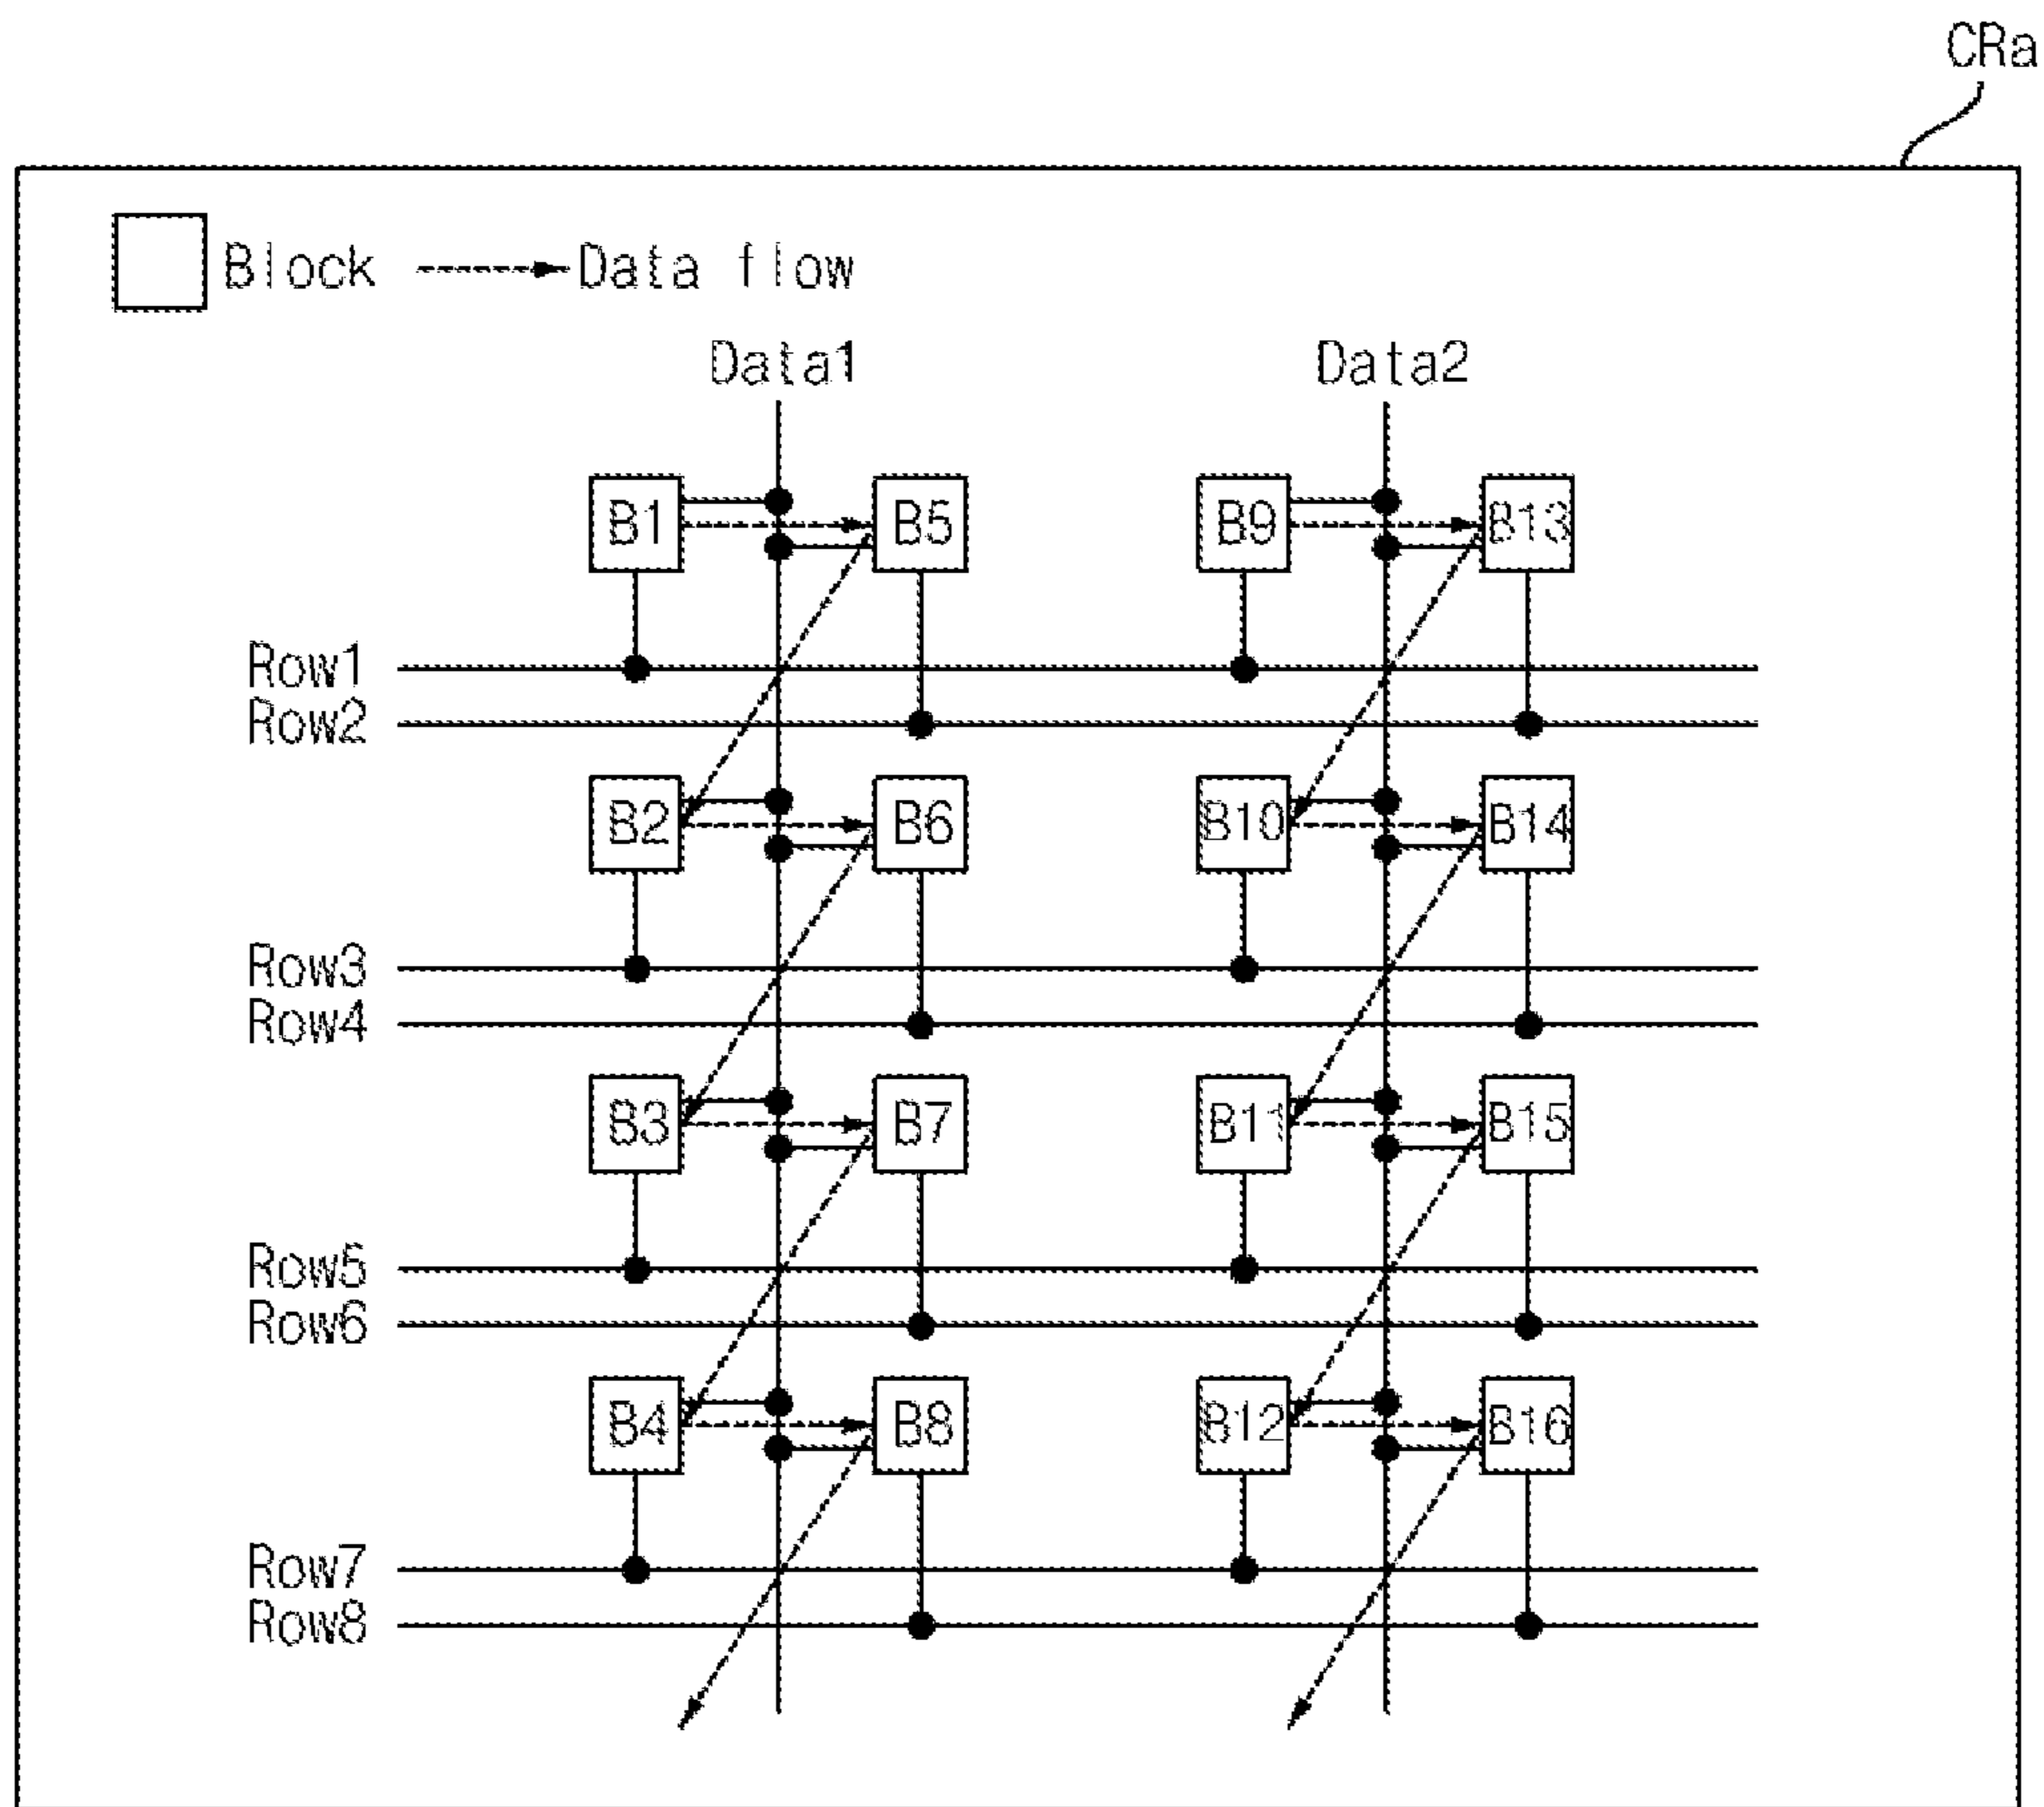 CRa
Block Data flow
Data1 Data2
B1 B5 B9 B13
Row1
Row2
B2 B6 B10 B14
Row3
Row4
B3 B7 B11 B15
Row5
Row6
B4 B8 B12 B16
Row7
Row8